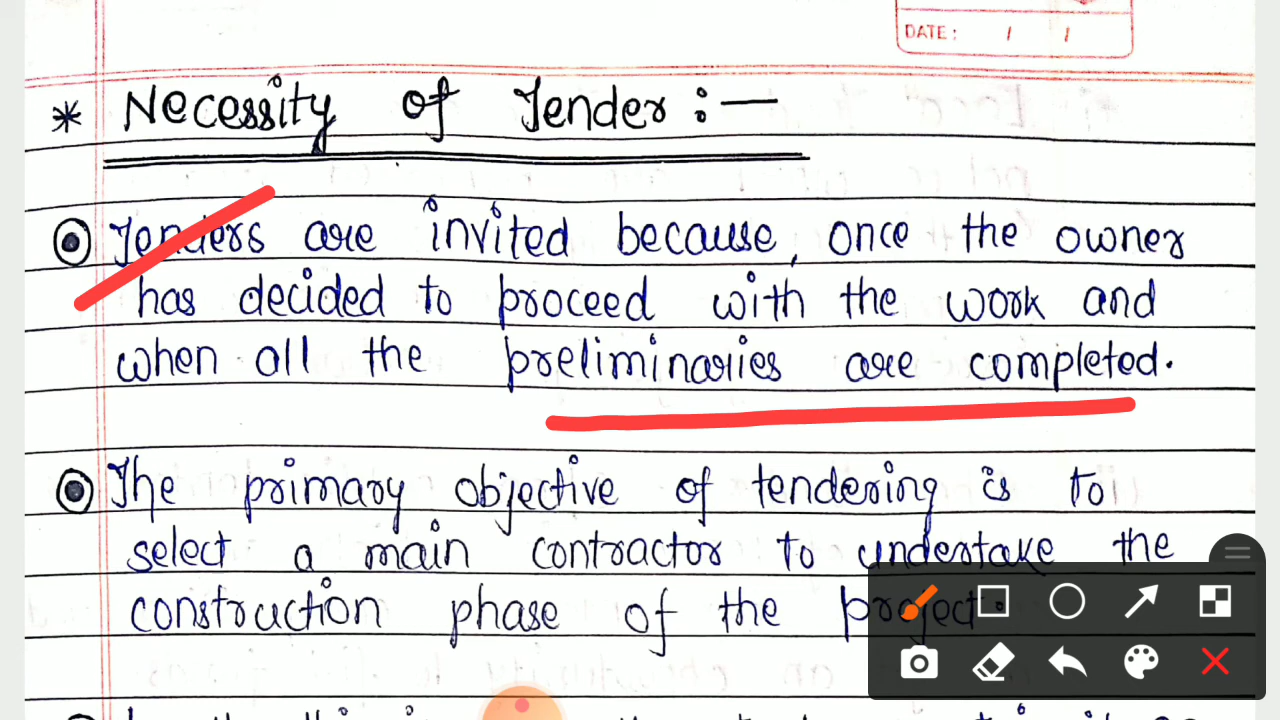 DATE : / /
* Necessity of Tender : —
Tenders are invited because, once the owner
has decided to proceed with the work and
when all the preliminaries are completed.
The primary objective of tendering is to
select a main contractor to undertake the
construction phase of the project.